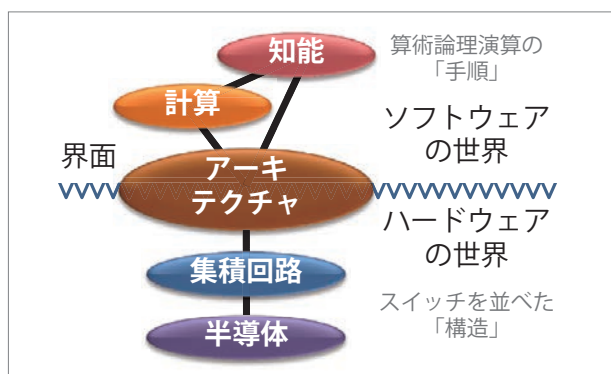 知能
算術論理演算の
「手順」
計算
ソフトウェア
の世界
界面
アーキ
テクチャ
ハードウェア
の世界
集積回路
スイッチを並べた
「構造」
半導体